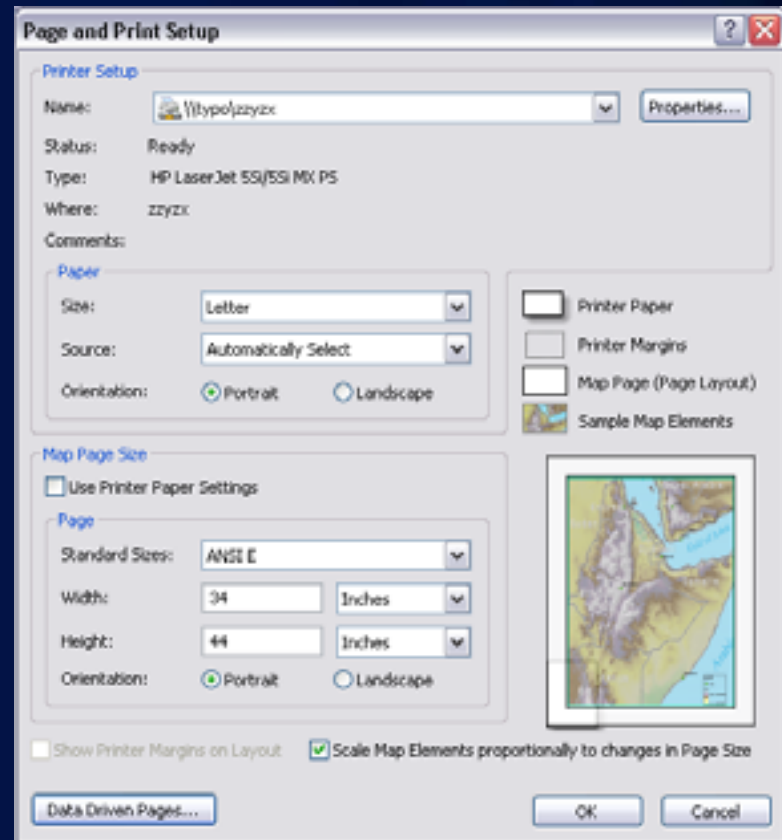 Page and Print Setup
Printer Setup
Name: \\typo\zzyzx Properties...
Status: Ready
Type: HP LaserJet 5Si/5Si MX PS
Where: zzyzx
Comments:
Paper
Size: Letter
Source: Automatically Select
Orientation: Portrait Landscape
Printer Paper
Printer Margins
Map Page (Page Layout)
Sample Map Elements
Map Page Size
Use Printer Paper Settings
Page
Standard Sizes: ANSI E
Width: 34 Inches
Height: 44 Inches
Orientation: Portrait Landscape
Show Printer Margins on Layout Scale Map Elements proportionally to changes in Page Size
Data Driven Pages... OK Cancel